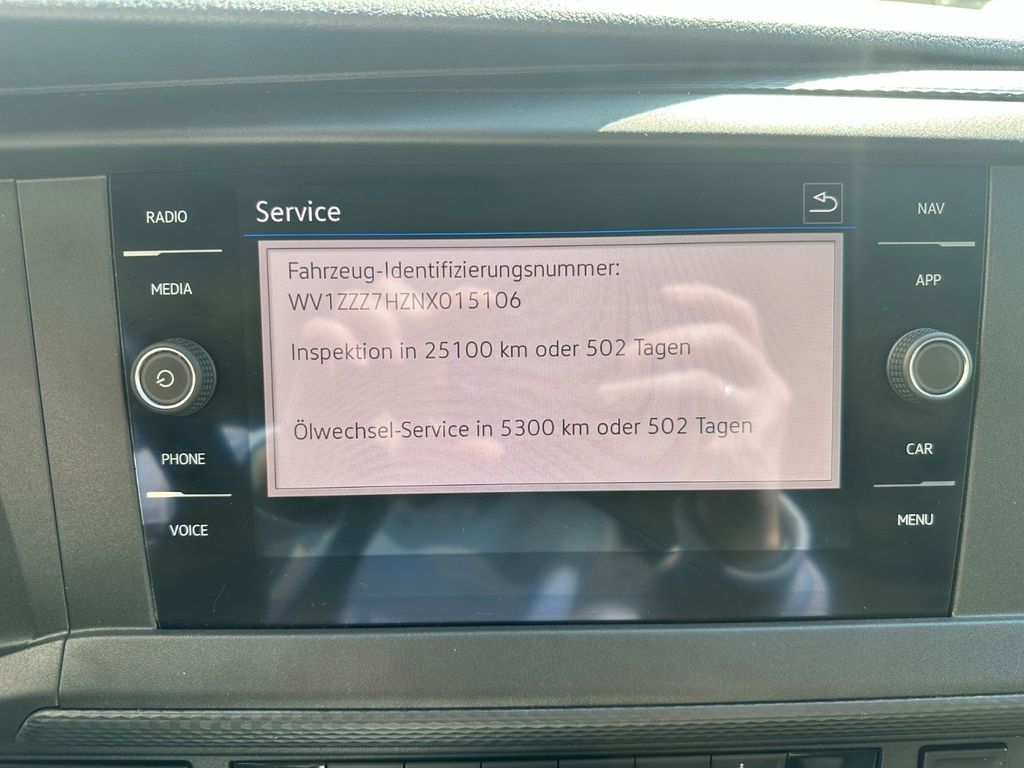 Service
RADIO
MEDIA
PHONE
VOICE
Fahrzeug-Identifizierungsnummer:
WV1ZZZ7HZNX015106
Inspektion in 25100 km oder 502 Tagen
Ölwechsel-Service in 5300 km oder 502 Tagen
NAV
APP
CAR
MENU